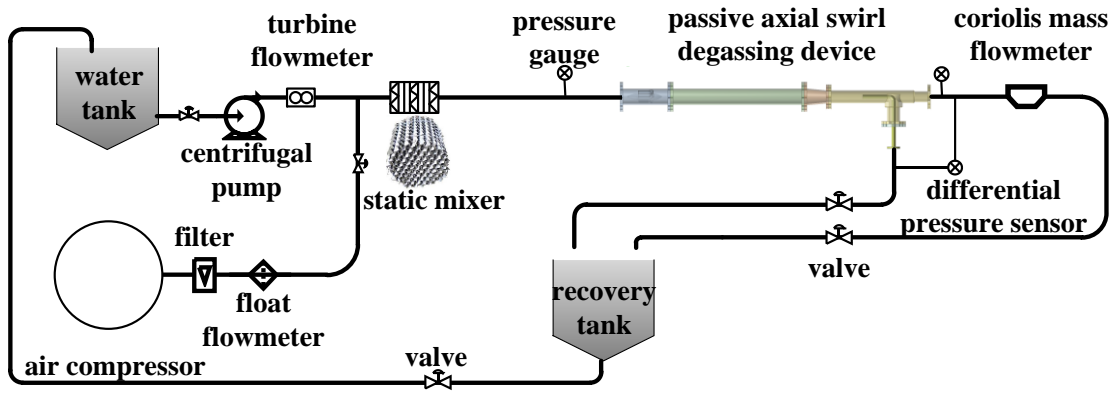 turbine
flowmeter
pressure
gauge
passive axial swirl
degassing device
coriolis mass
flowmeter
water
tank
centrifugal
pump
static mixer
differential
pressure sensor
filter
float
flowmeter
valve
recovery
tank
air compressor
valve